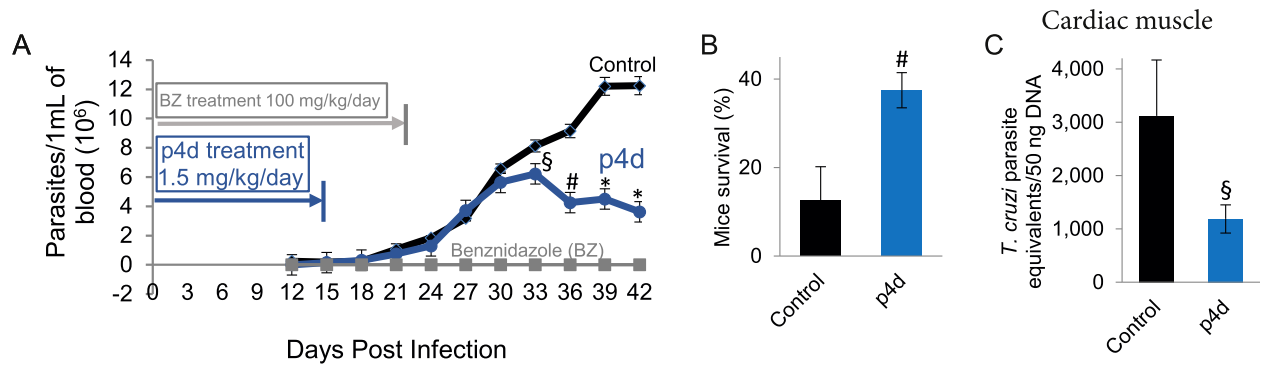 A
Parasites/1mL of
blood (10⁶)
14
12
10
8
6
4
2
0
-2
BZ treatment 100 mg/kg/day
p4d treatment
1.5 mg/kg/day
Control
p4d
§
#
*
*
Benznidazole (BZ)
0 3 6 9 12 15 18 21 24 27 30 33 36 39 42
Days Post Infection
B
Mice survival (%)
40
20
0
#
Control
p4d
Cardiac muscle
C
T. cruzi parasite
equivalents/50 ng DNA
4,000
3,000
2,000
1,000
0
§
Control
p4d